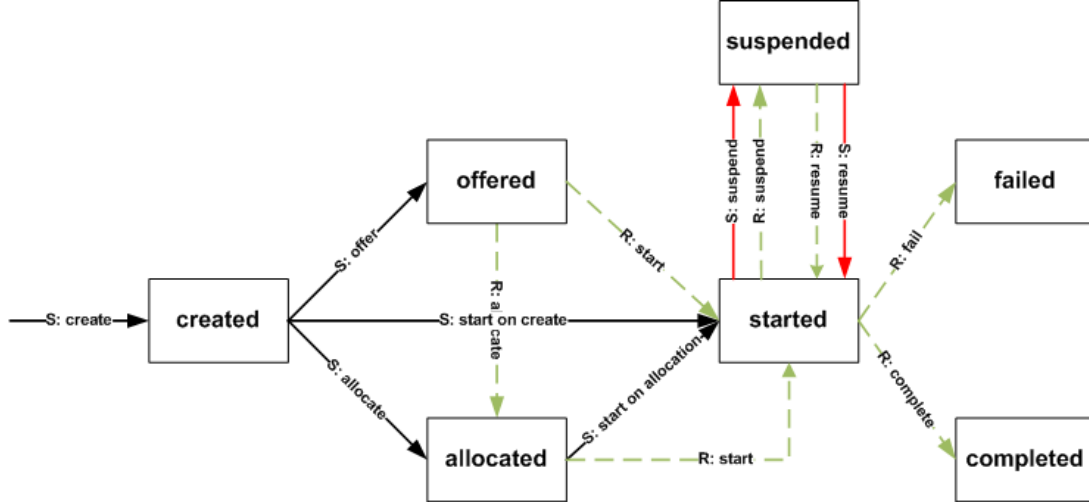 suspended
offered
failed
S: suspend
R: suspend
R: resume
S: resume
S: offer
R: start
R: fail
R: a
cate
S: create
created
S: start on create
started
S: allocate
S: start on allocation
R: complete
allocated
R: start
completed